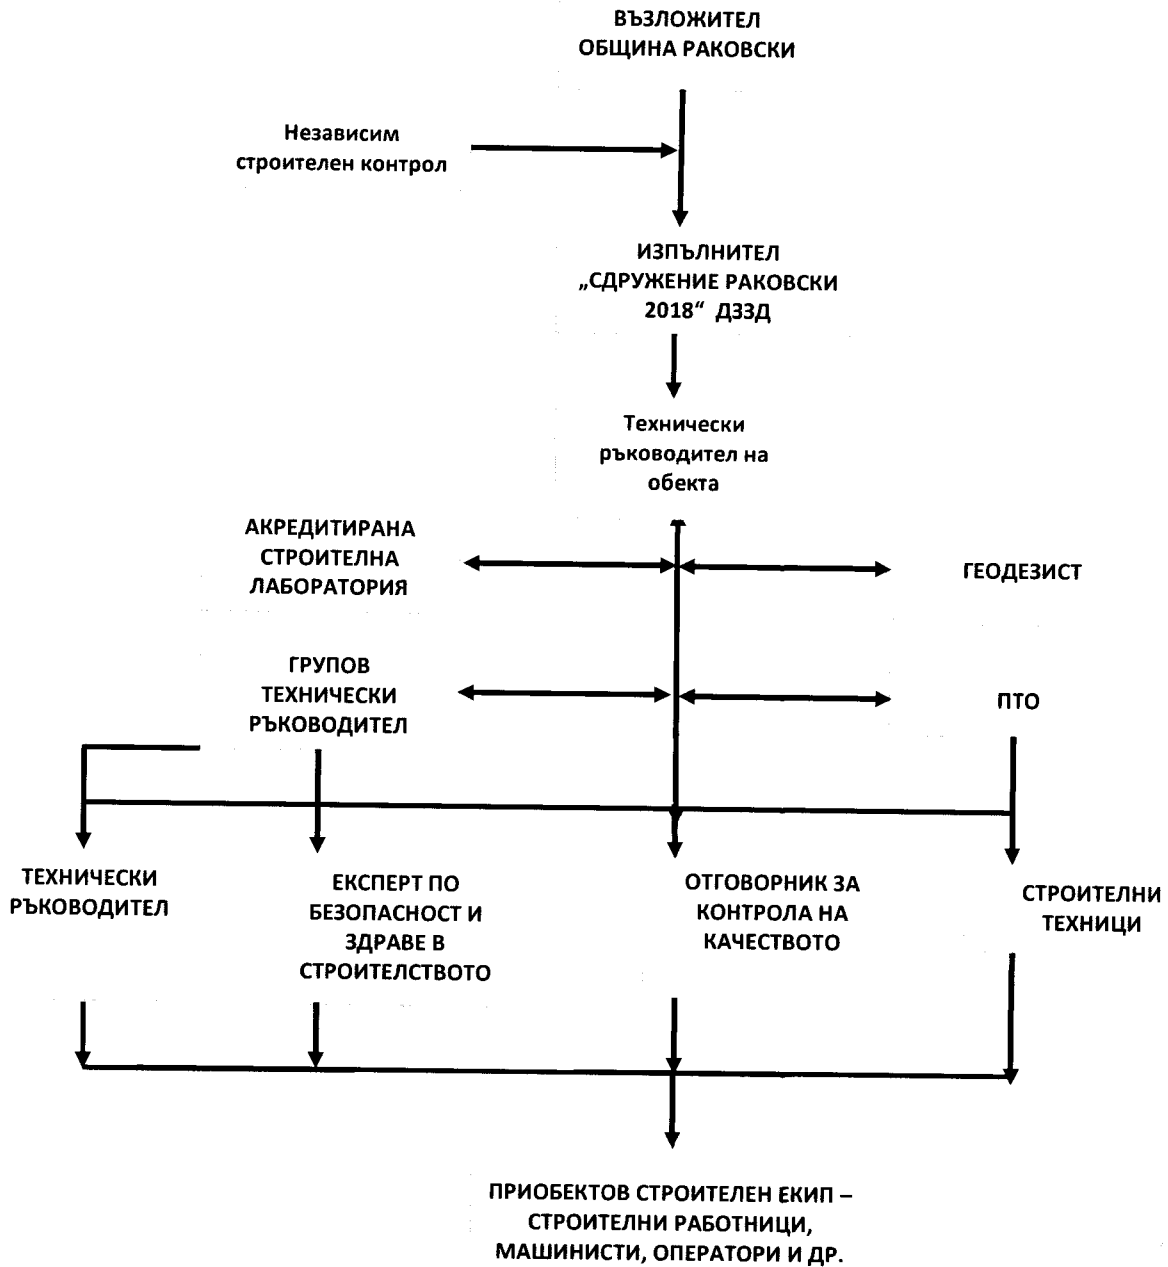 ВЪЗЛОЖИТЕЛ
ОБЩИНА РАКОВСКИ
Независим
строителен контрол
ИЗПЪЛНИТЕЛ
„СДРУЖЕНИЕ РАКОВСКИ
2018“ ДЗЗД
Технически
ръководител на
обекта
АКРЕДИТИРАНА
СТРОИТЕЛНА
ЛАБОРАТОРИЯ
ГЕОДЕЗИСТ
ГРУПОВ
ТЕХНИЧЕСКИ
РЪКОВОДИТЕЛ
ПТО
ТЕХНИЧЕСКИ
РЪКОВОДИТЕЛ
ЕКСПЕРТ ПО
БЕЗОПАСНОСТ И
ЗДРАВЕ В
СТРОИТЕЛСТВОТО
ОТГОВОРНИК ЗА
КОНТРОЛА НА
КАЧЕСТВОТО
СТРОИТЕЛНИ
ТЕХНИЦИ
ПРИОБЕКТОВ СТРОИТЕЛЕН ЕКИП –
СТРОИТЕЛНИ РАБОТНИЦИ,
МАШИНИСТИ, ОПЕРАТОРИ И ДР.